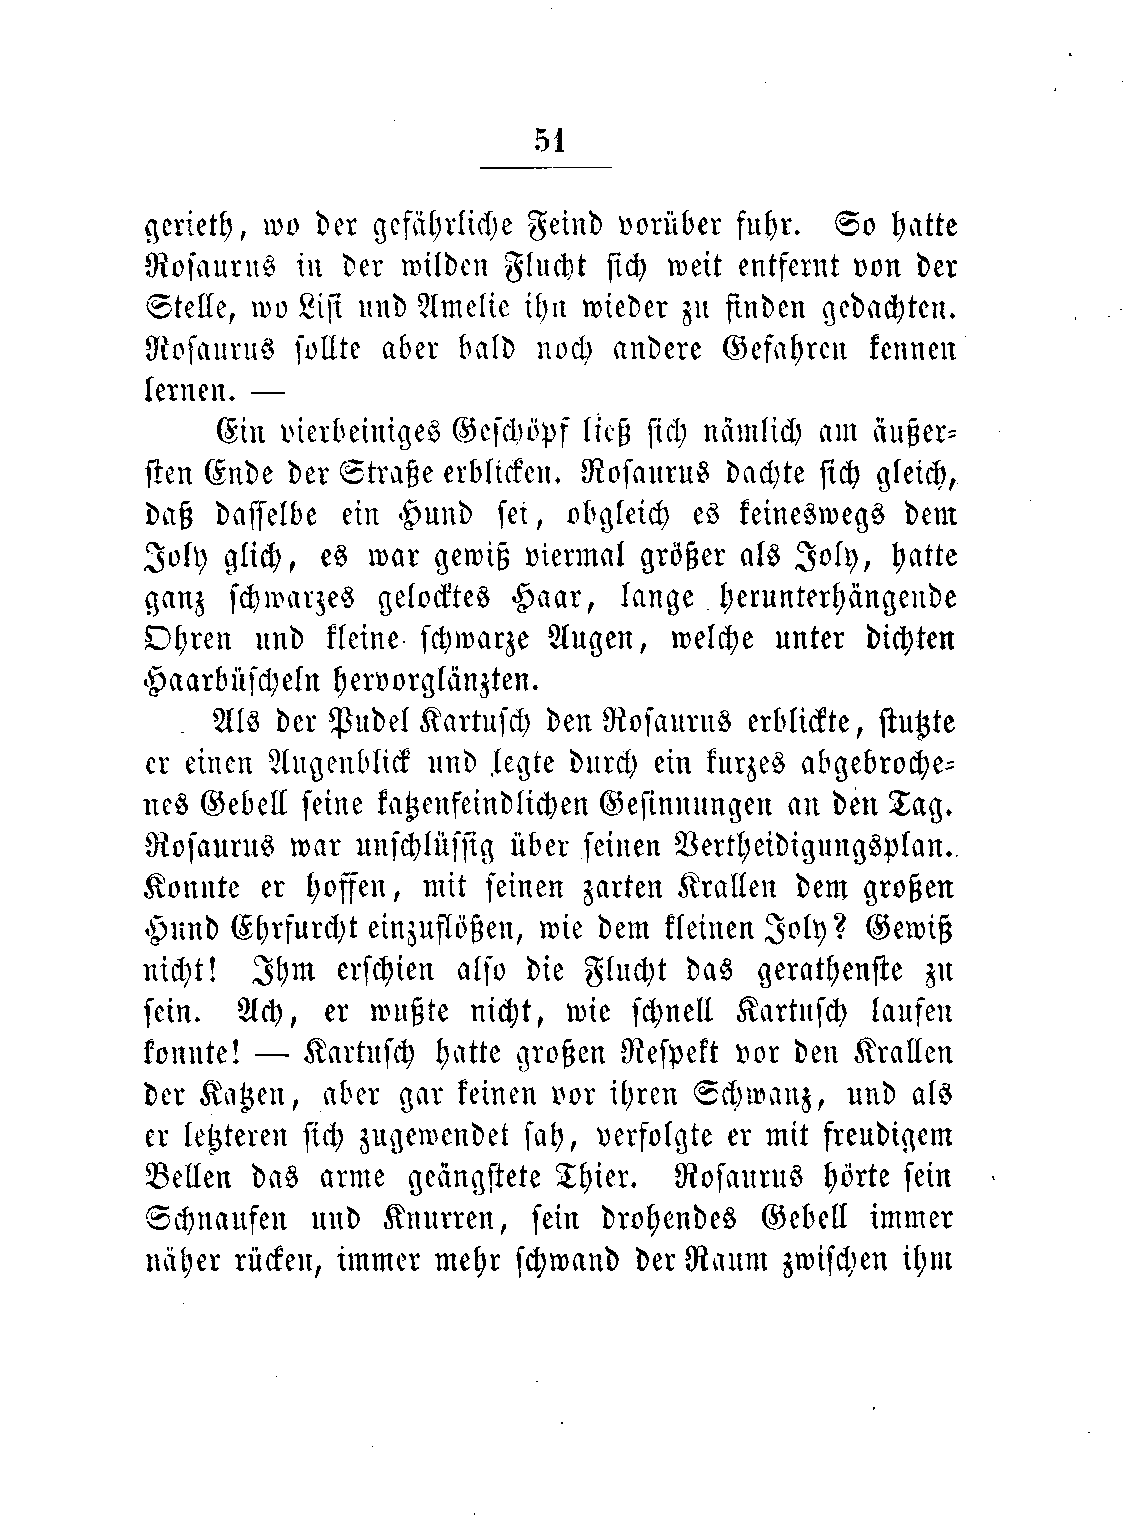 51
gerieth, wo der gefährliche Feind vorüber fuhr. So hatte
Rosaurus in der wilden Flucht sich weit entfernt von der
Stelle, wo Lisi und Amelie ihn wieder zu finden gedachten.
Rosaurus sollte aber bald noch andere Gefahren kennen
lernen. —
Ein vierbeiniges Geschöpf ließ sich nämlich am äußer-
sten Ende der Straße erblicken. Rosaurus dachte sich gleich,
daß dasselbe ein Hund sei, obgleich es keineswegs dem
Joly glich, es war gewiß viermal größer als Joly, hatte
ganz schwarzes gelocktes Haar, lange herunterhängende
Ohren und kleine schwarze Augen, welche unter dichten
Haarbüscheln hervorglänzten.
Als der Pudel Kartusch den Rosaurus erblickte, stutzte
er einen Augenblick und legte durch ein kurzes abgebroche-
nes Gebell seine katzenfeindlichen Gesinnungen an den Tag.
Rosaurus war unschlüssig über seinen Vertheidigungsplan.
Konnte er hoffen, mit seinen zarten Krallen dem großen
Hund Ehrfurcht einzuflößen, wie dem kleinen Joly? Gewiß
nicht! Ihm erschien also die Flucht das gerathenste zu
sein. Ach, er wußte nicht, wie schnell Kartusch laufen
konnte! — Kartusch hatte großen Respekt vor den Krallen
der Katzen, aber gar keinen vor ihren Schwanz, und als
er letzteren sich zugewendet sah, verfolgte er mit freudigem
Bellen das arme geängstete Thier. Rosaurus hörte sein
Schnaufen und Knurren, sein drohendes Gebell immer
näher rücken, immer mehr schwand der Raum zwischen ihm